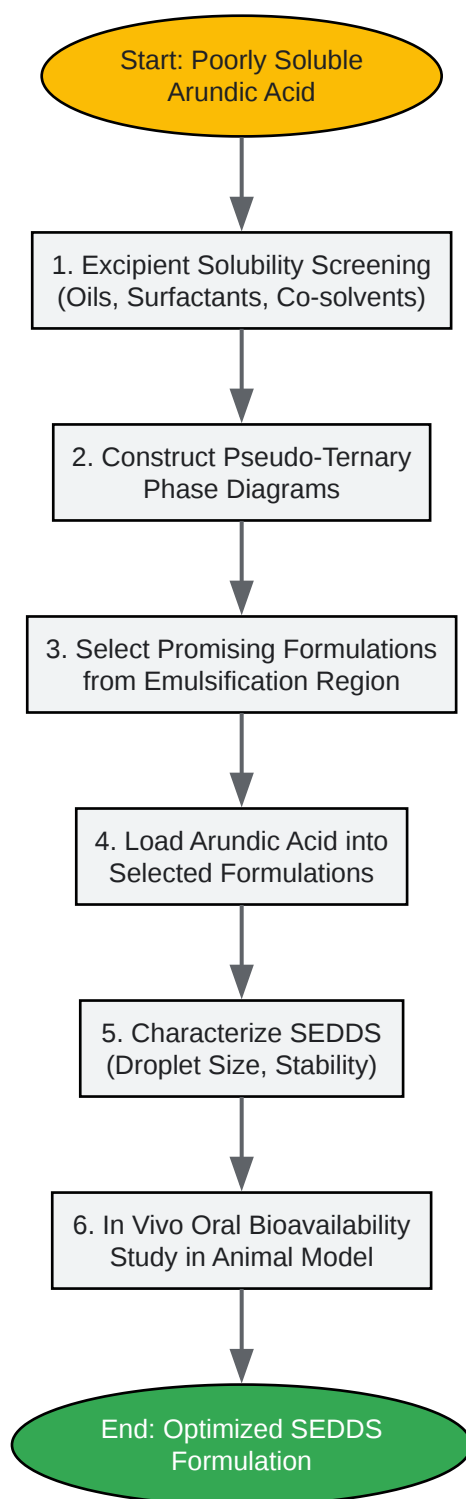 Start: Poorly Soluble
Arundic Acid
1. Excipient Solubility Screening
(Oils, Surfactants, Co-solvents)
2. Construct Pseudo-Ternary
Phase Diagrams
3. Select Promising Formulations
from Emulsification Region
4. Load Arundic Acid into
Selected Formulations
5. Characterize SEDDS
(Droplet Size, Stability)
6. In Vivo Oral Bioavailability
Study in Animal Model
End: Optimized SEDDS
Formulation